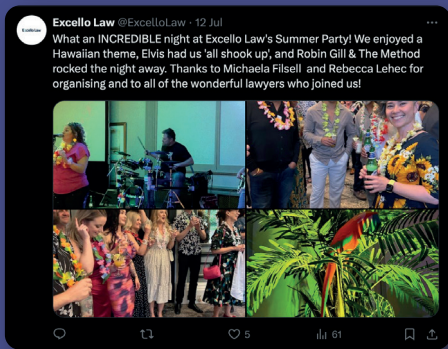 Excello Law
Excello Law @ExcelloLaw · 12 Jul
What an INCREDIBLE night at Excello Law's Summer Party! We enjoyed a
Hawaiian theme, Elvis had us 'all shook up', and Robin Gill & The Method
rocked the night away. Thanks to Michaela Filsell and Rebecca Lehec for
organising and to all of the wonderful lawyers who joined us!
5
61